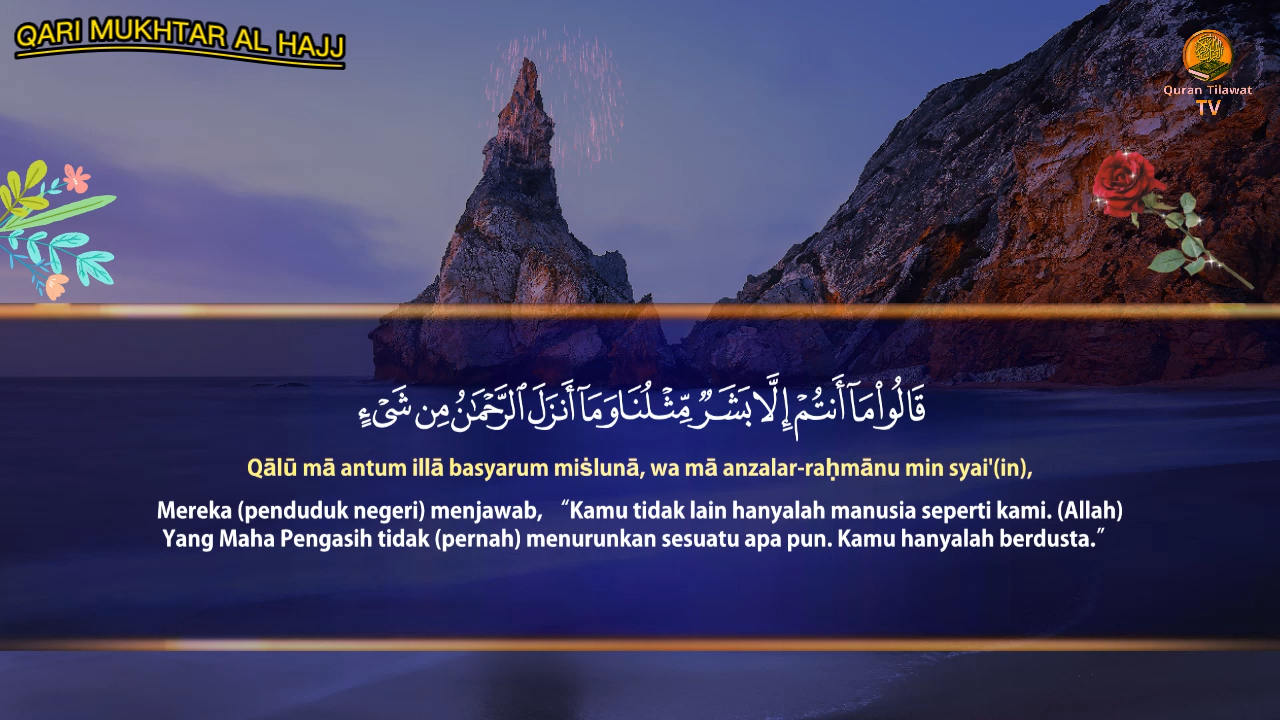 QARI MUKHTAR AL HAJJ
Quran Tilawat
TV
قَالُوا۟ مَآ أَنتُمْ إِلَّا بَشَرٌ مِّثْلُنَا وَمَآ أَنزَلَ ٱلرَّحْمَـٰنُ مِن شَىْءٍ
Qālū mā antum illā basyarum miṡlunā, wa mā anzalar-raḥmānu min syai'(in),
Mereka (penduduk negeri) menjawab, “Kamu tidak lain hanyalah manusia seperti kami. (Allah)
Yang Maha Pengasih tidak (pernah) menurunkan sesuatu apa pun. Kamu hanyalah berdusta.”